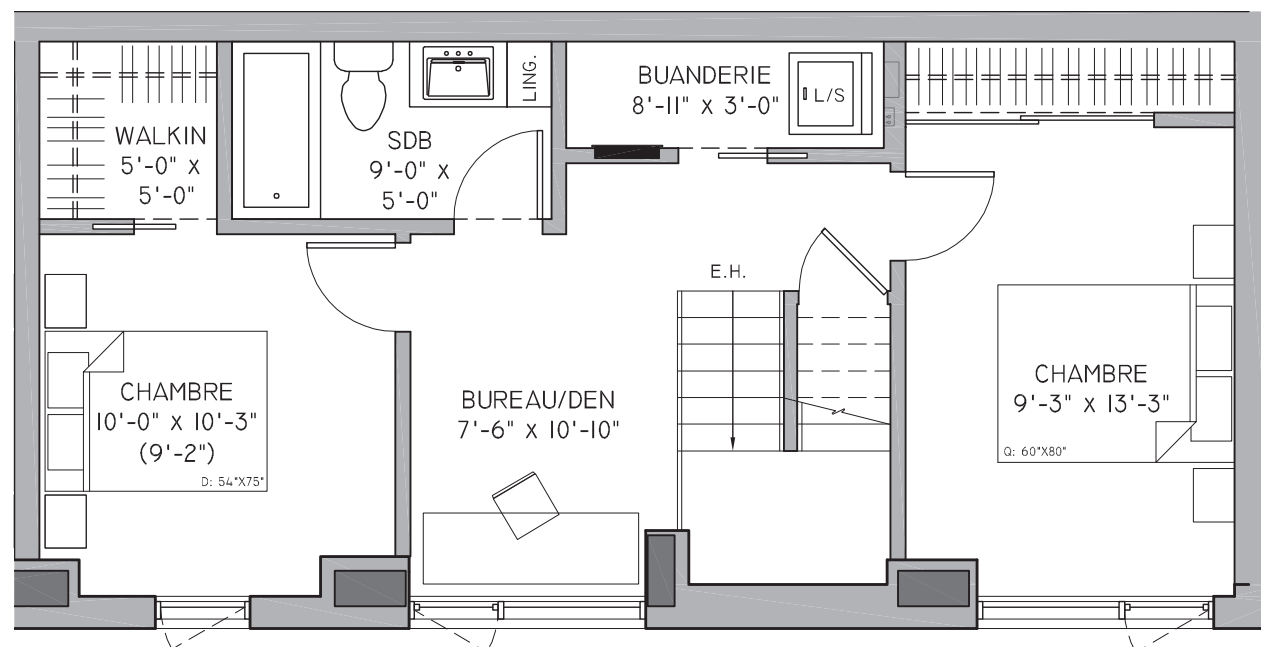 WALKIN
5'-0" X
5'-0"
SDB
9'-0" X
5'-0"
LING.
BUANDERIE
8'-11" X 3'-0"
L/S
E.H.
CHAMBRE
10'-0" X 10'-3"
(9'-2")
D: 54"X75"
BUREAU/DEN
7'-6" X 10'-10"
CHAMBRE
9'-3" X 13'-3"
Q: 60"X80"